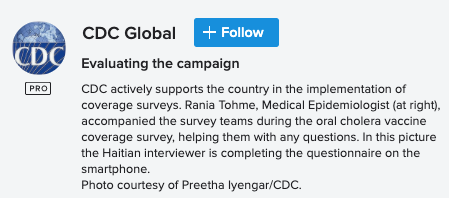 CDC Global
+ Follow
CDC
PRO
Evaluating the campaign
CDC actively supports the country in the implementation of
coverage surveys. Rania Tohme, Medical Epidemiologist (at right),
accompanied the survey teams during the oral cholera vaccine
coverage survey, helping them with any questions. In this picture
the Haitian interviewer is completing the questionnaire on the
smartphone.
Photo courtesy of Preetha Iyengar/CDC.